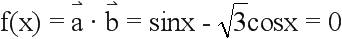 f(x) = a⃗ · b⃗ = sinx - √3cosx = 0